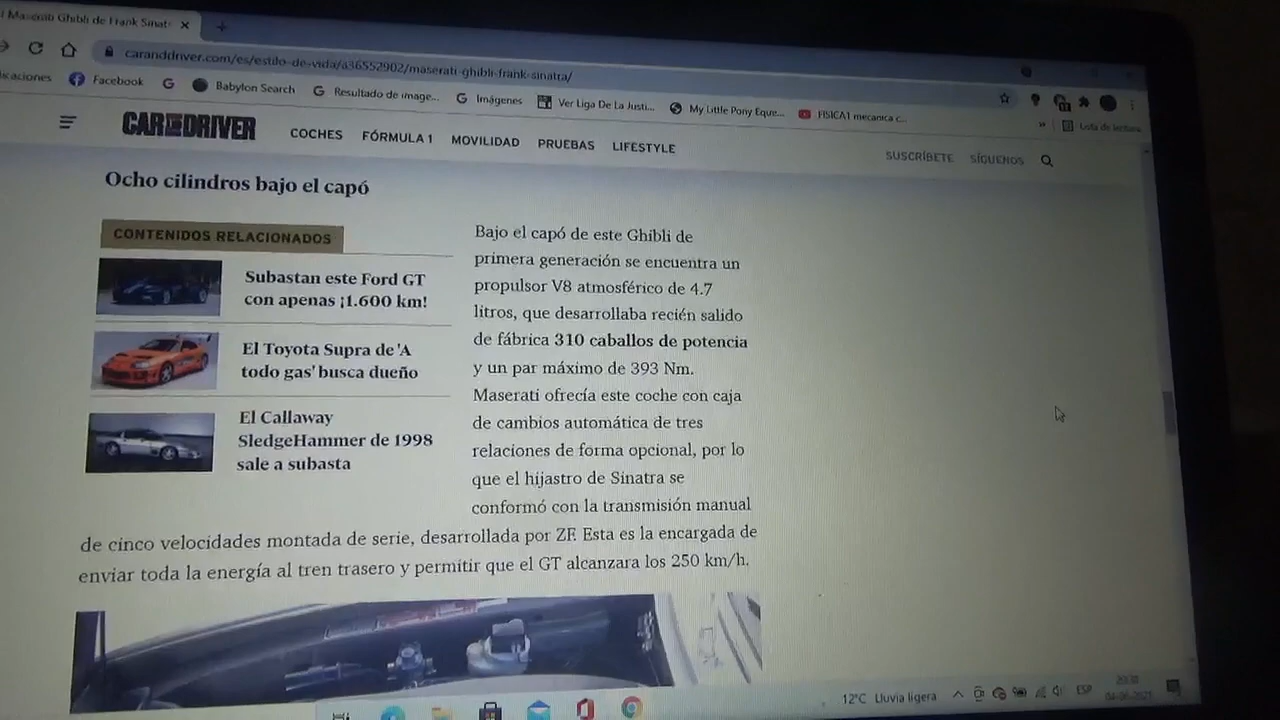 l Maserati Ghibli de Frank Sinat
caranddriver.com/es/estilo-de-vida/a36552902/maserati-ghibli-frank-sinatra/
Facebook
Babylon Search
Resultado de image...
Imágenes
Ver Liga De La Justi...
My Little Pony Eque...
FISICA1 mecanica c...
»
Lista de lectura
CAR AND DRIVER
COCHES
FÓRMULA 1
MOVILIDAD
PRUEBAS
LIFESTYLE
SUSCRÍBETE
SÍGUENOS
Ocho cilindros bajo el capó
CONTENIDOS RELACIONADOS
Subastan este Ford GT
con apenas ¡1.600 km!
El Toyota Supra de 'A
todo gas' busca dueño
El Callaway
SledgeHammer de 1998
sale a subasta
Bajo el capó de este Ghibli de
primera generación se encuentra un
propulsor V8 atmosférico de 4.7
litros, que desarrollaba recién salido
de fábrica 310 caballos de potencia
y un par máximo de 393 Nm.
Maserati ofrecía este coche con caja
de cambios automática de tres
relaciones de forma opcional, por lo
que el hijastro de Sinatra se
conformó con la transmisión manual
de cinco velocidades montada de serie, desarrollada por ZF. Esta es la encargada de
enviar toda la energía al tren trasero y permitir que el GT alcanzara los 250 km/h.
12°C Lluvia ligera
ESP